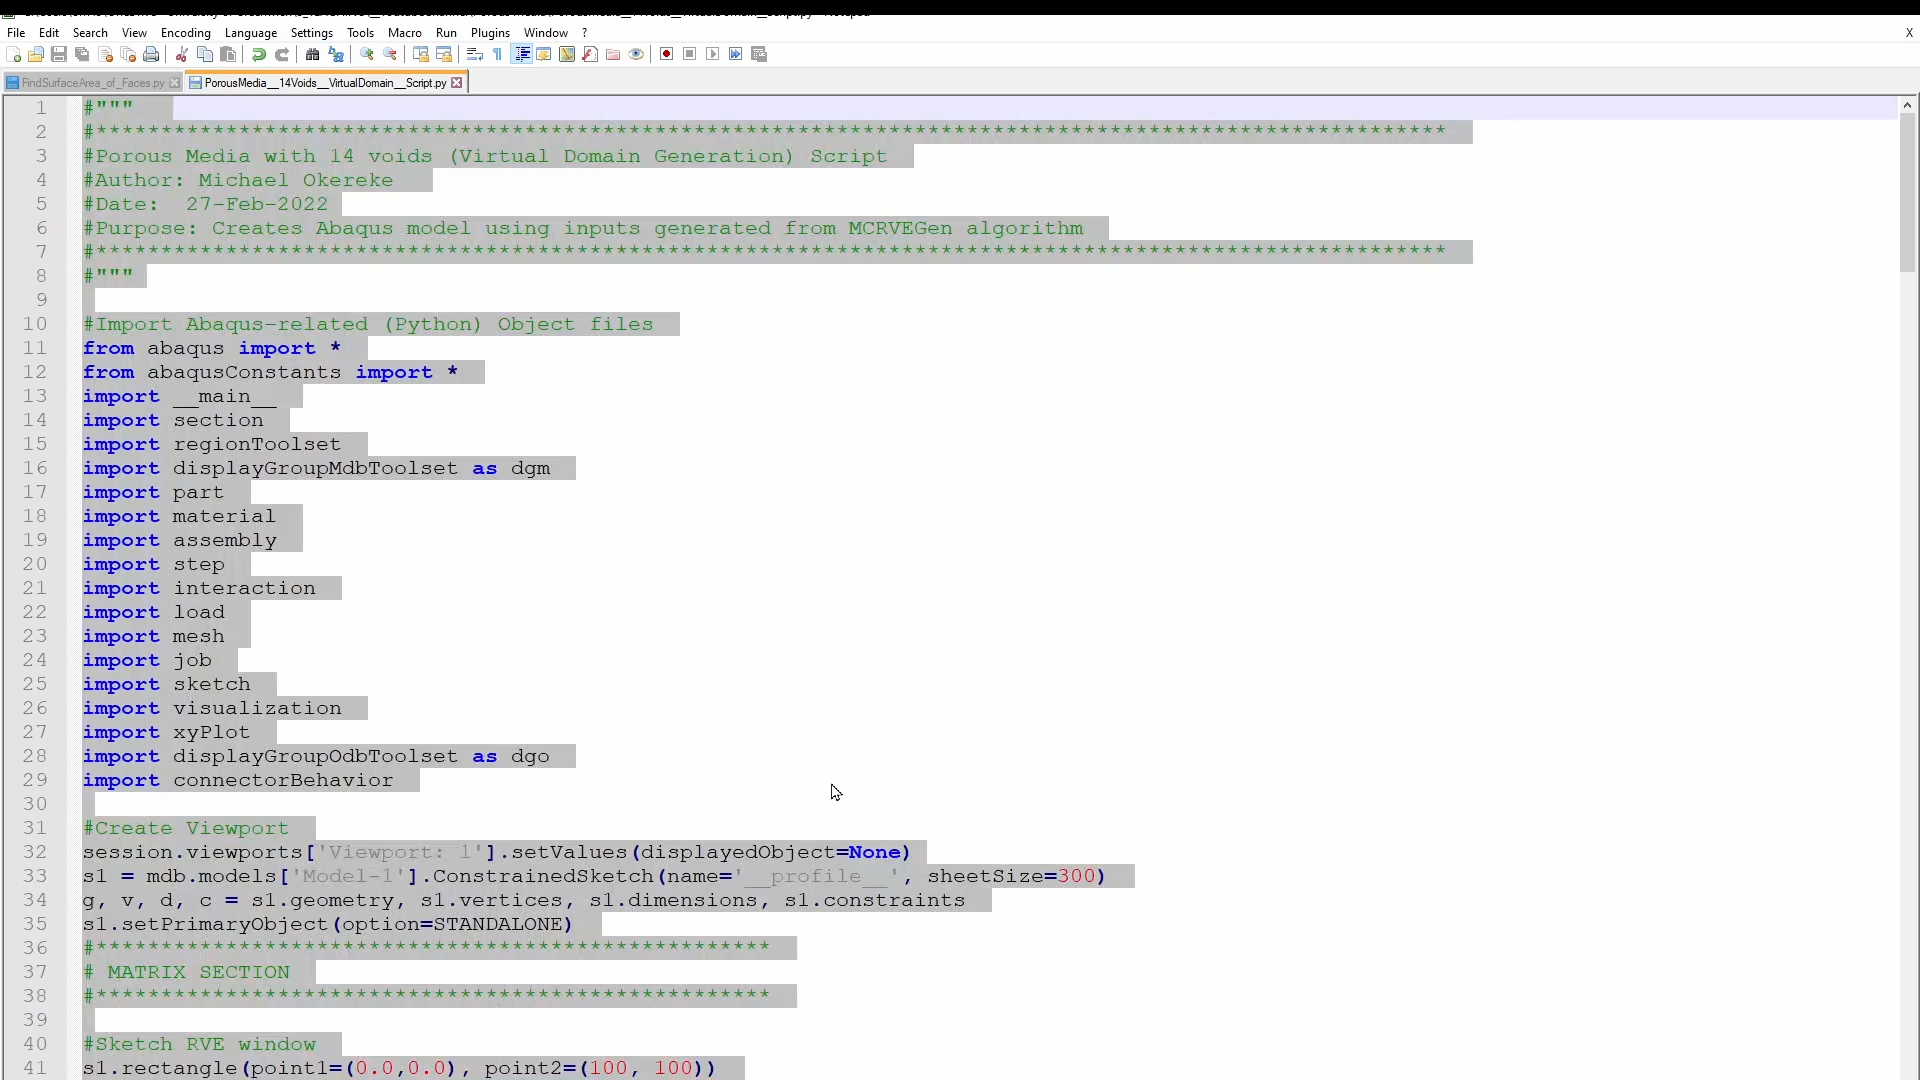 File Edit Search View Encoding Language Settings Tools Macro Run Plugins Window ? X
FindSurfaceArea_of_Faces.py PorousMedia__14Voids__VirtualDomain__Script.py
1 #"""
2 #********************************************************************************************************
3 #Porous Media with 14 voids (Virtual Domain Generation) Script
4 #Author: Michael Okereke
5 #Date:  27-Feb-2022
6 #Purpose: Creates Abaqus model using inputs generated from MCRVEGen algorithm
7 #********************************************************************************************************
8 #"""
9
10 #Import Abaqus-related (Python) Object files
11 from abaqus import *
12 from abaqusConstants import *
13 import __main__
14 import section
15 import regionToolset
16 import displayGroupMdbToolset as dgm
17 import part
18 import material
19 import assembly
20 import step
21 import interaction
22 import load
23 import mesh
24 import job
25 import sketch
26 import visualization
27 import xyPlot
28 import displayGroupOdbToolset as dgo
29 import connectorBehavior
30
31 #Create Viewport
32 session.viewports['Viewport: 1'].setValues(displayedObject=None)
33 s1 = mdb.models['Model-1'].ConstrainedSketch(name='__profile__', sheetSize=300)
34 g, v, d, c = s1.geometry, s1.vertices, s1.dimensions, s1.constraints
35 s1.setPrimaryObject(option=STANDALONE)
36 #****************************************************
37 # MATRIX SECTION
38 #****************************************************
39
40 #Sketch RVE window
41 s1.rectangle(point1=(0.0,0.0), point2=(100, 100))